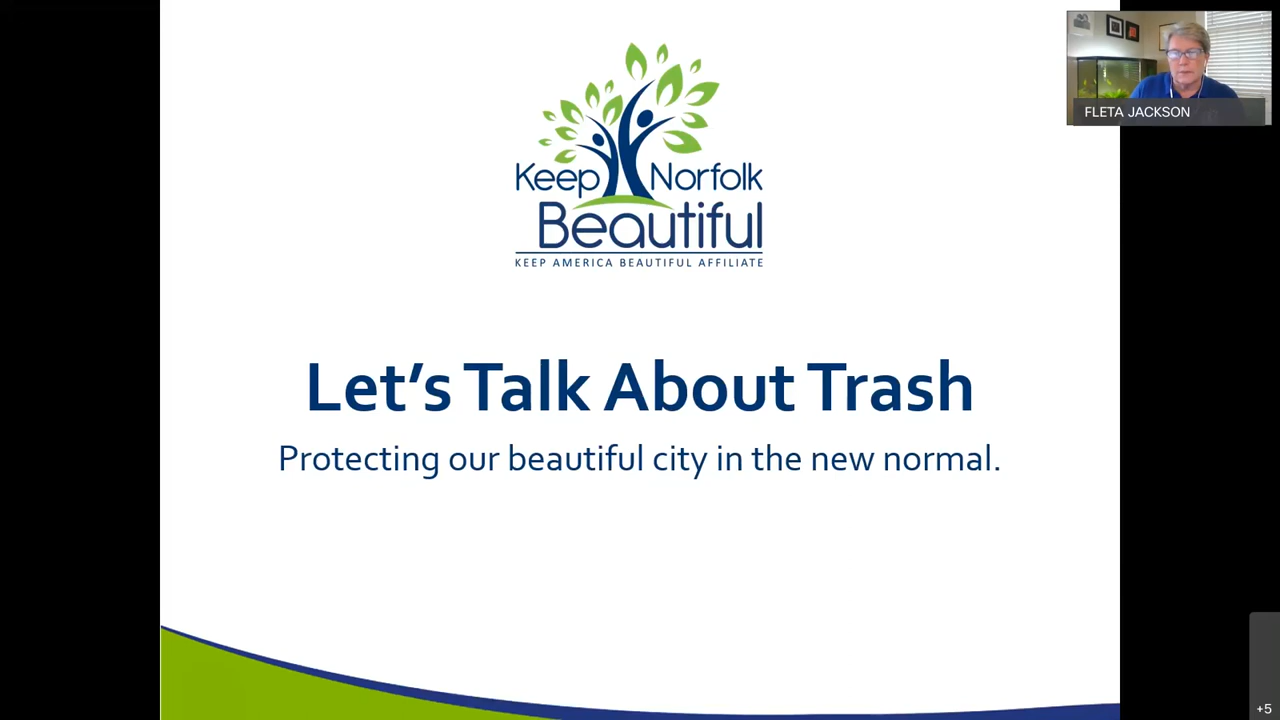 Keep Norfolk
Beautiful
KEEP AMERICA BEAUTIFUL AFFILIATE
Let's Talk About Trash
Protecting our beautiful city in the new normal.
FLETA JACKSON
+5